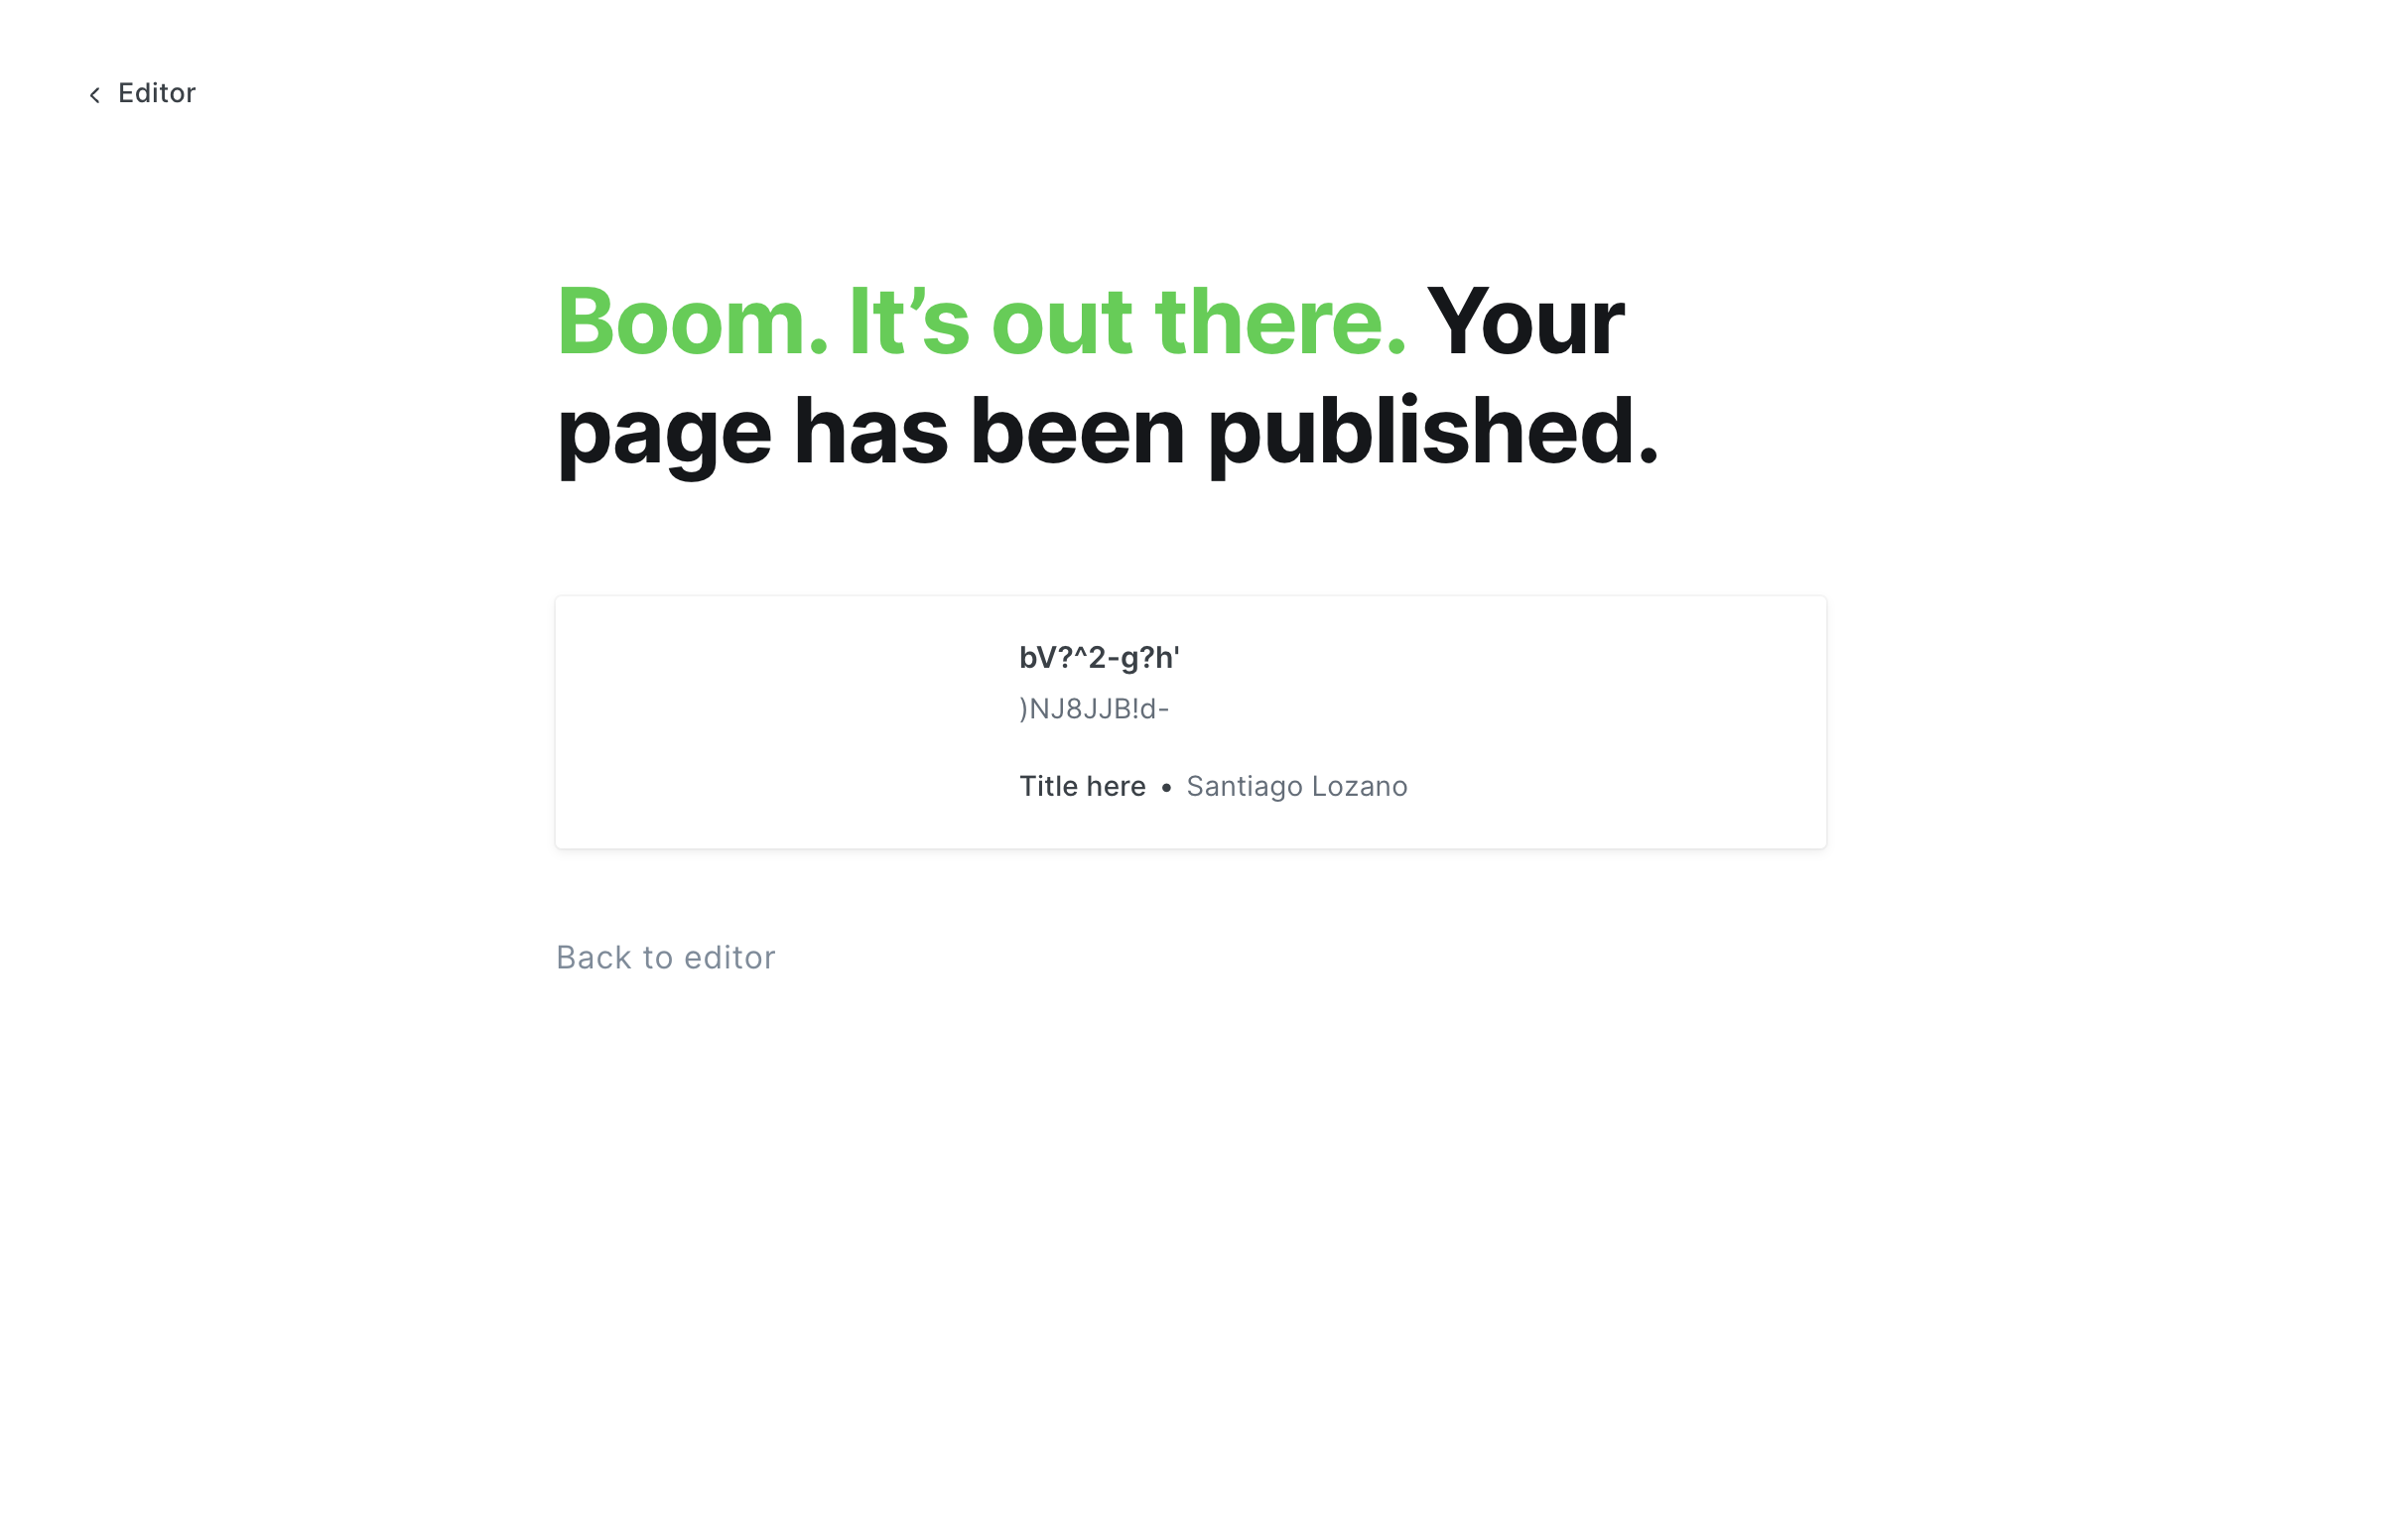 Editor
Boom. It’s out there. Your
page has been published.
bV?^2-g?h'
)NJ8JJB!d-
Title here • Santiago Lozano
Back to editor